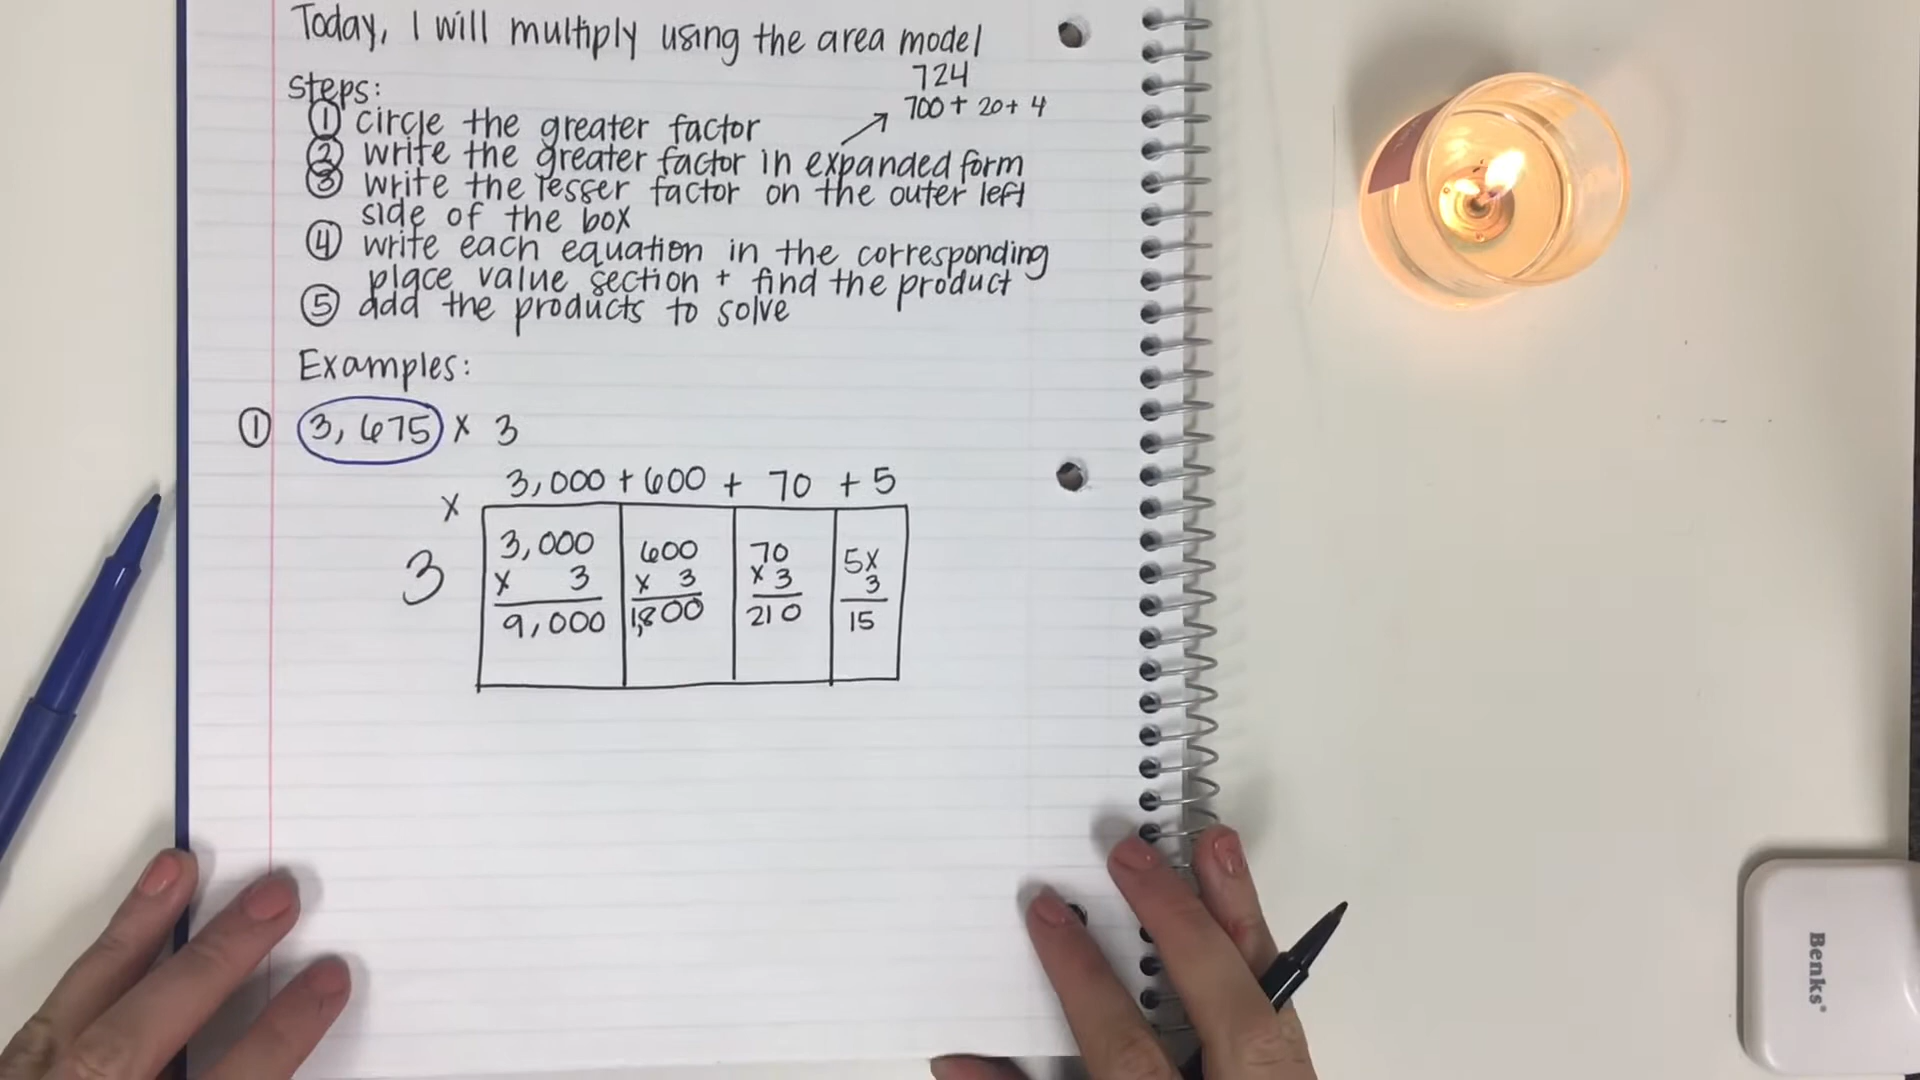 Today, I will multiply using the area model
724
steps:
700 + 20 + 4
① circle the greater factor
② write the greater factor in expanded form
③ write the lesser factor on the outer left
side of the box
④ write each equation in the corresponding
place value section + find the product
⑤ add the products to solve
Examples:
① 3,675 x 3
3,000 + 600 + 70 + 5
x
3
3,000 600 70 5x
x 3 x 3 x 3 3
9,000 1,800 210 15
Benks®